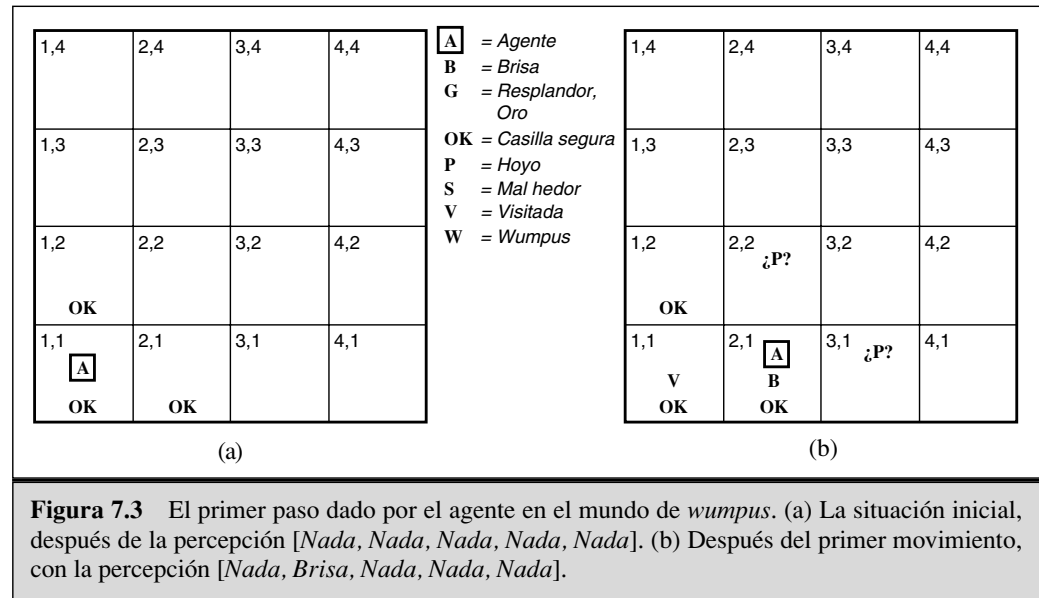 1,4 2,4 3,4 4,4
1,3 2,3 3,3 4,3
1,2 2,2 3,2 4,2
OK
1,1 2,1 3,1 4,1
A
OK OK
(a)
A = Agente
B = Brisa
G = Resplandor,
Oro
OK = Casilla segura
P = Hoyo
S = Mal hedor
V = Visitada
W = Wumpus
1,4 2,4 3,4 4,4
1,3 2,3 3,3 4,3
1,2 2,2 3,2 4,2
¿P?
OK
1,1 2,1 3,1 4,1
A ¿P?
V B
OK OK
(b)
Figura 7.3 El primer paso dado por el agente en el mundo de wumpus. (a) La situación inicial,
después de la percepción [Nada, Nada, Nada, Nada, Nada]. (b) Después del primer movimiento,
con la percepción [Nada, Brisa, Nada, Nada, Nada].